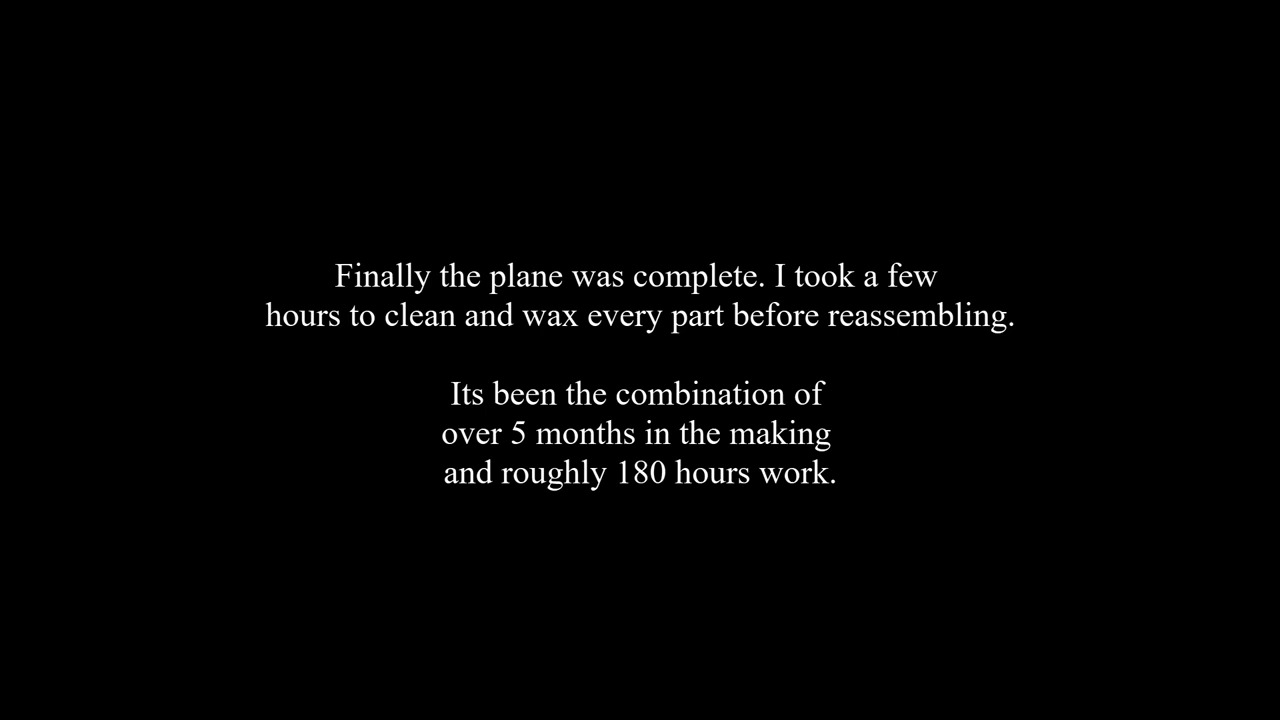 Finally the plane was complete. I took a few
hours to clean and wax every part before reassembling.
Its been the combination of
over 5 months in the making
and roughly 180 hours work.